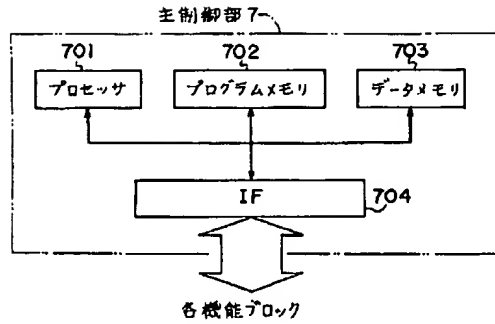 主制御部 7
701 702 703
プロセッサ プログラムメモリ データメモリ
IF
704
各機能ブロック